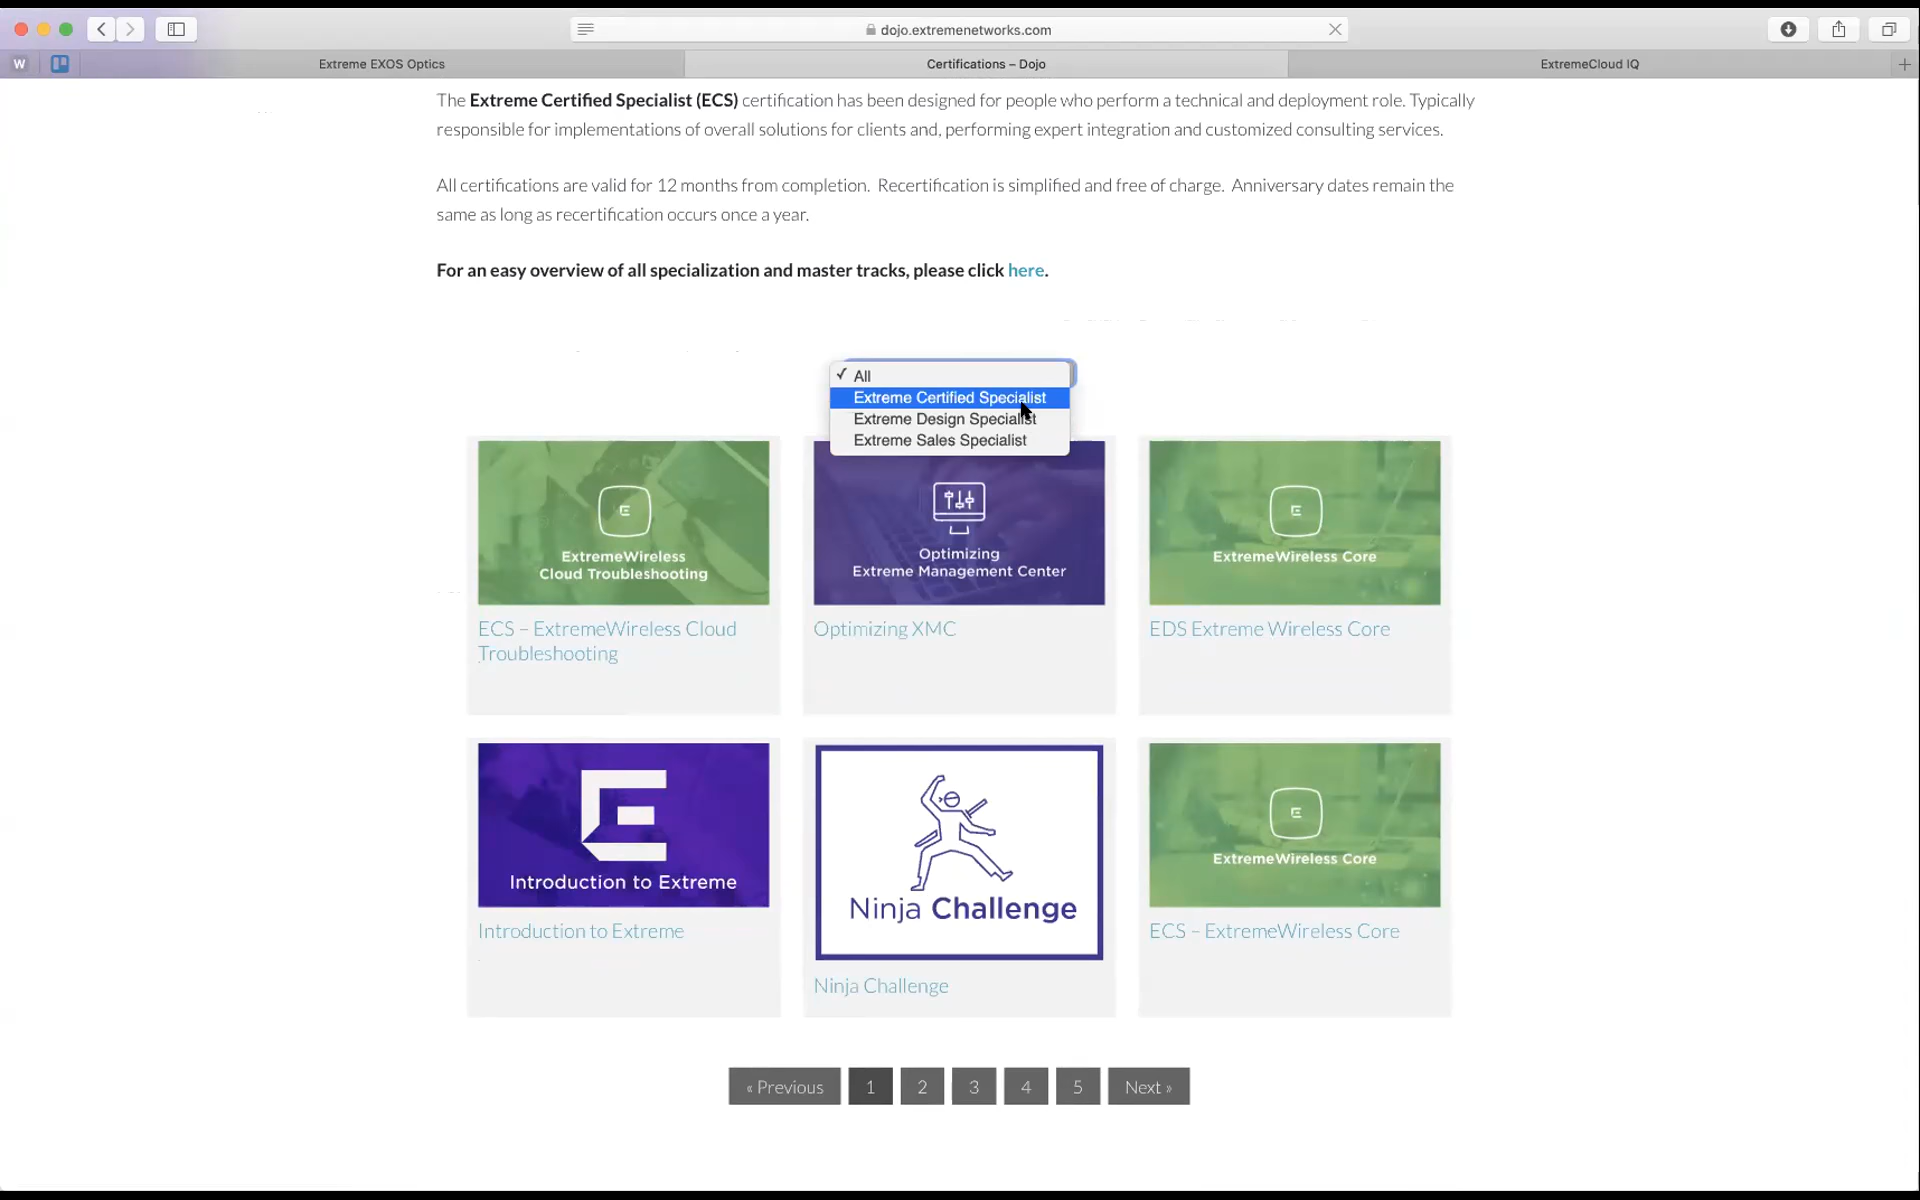 dojo.extremenetworks.com
W
Extreme EXOS Optics
Certifications – Dojo
ExtremeCloud IQ
The Extreme Certified Specialist (ECS) certification has been designed for people who perform a technical and deployment role. Typically
responsible for implementations of overall solutions for clients and, performing expert integration and customized consulting services.
All certifications are valid for 12 months from completion. Recertification is simplified and free of charge. Anniversary dates remain the
same as long as recertification occurs once a year.
For an easy overview of all specialization and master tracks, please click here.
✓ All
Extreme Certified Specialist
Extreme Design Specialist
Extreme Sales Specialist
ExtremeWireless
Cloud Troubleshooting
ECS – ExtremeWireless Cloud
Troubleshooting
Optimizing
Extreme Management Center
Optimizing XMC
ExtremeWireless Core
EDS Extreme Wireless Core
Introduction to Extreme
Introduction to Extreme
Ninja Challenge
Ninja Challenge
ExtremeWireless Core
ECS – ExtremeWireless Core
« Previous 1 2 3 4 5 Next »